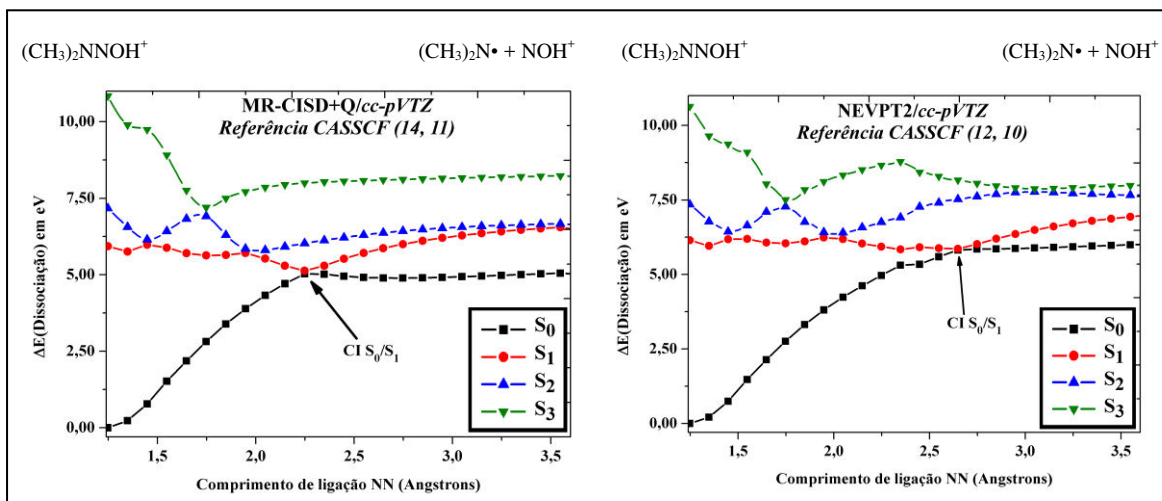 (CH₃)₂NNOH⁺
(CH₃)₂N• + NOH⁺
MR-CISD+Q/cc-pVTZ
Referência CASSCF (14, 11)
ΔE(Dissociação) em eV
10,00
7,50
5,00
2,50
0,00
CI S₀/S₁
S₀
S₁
S₂
S₃
1,5
2,0
2,5
3,0
3,5
Comprimento de ligação NN (Angstrons)
(CH₃)₂NNOH⁺
(CH₃)₂N• + NOH⁺
NEVPT2/cc-pVTZ
Referência CASSCF (12, 10)
ΔE(Dissociação) em eV
10,00
7,50
5,00
2,50
0,00
CI S₀/S₁
S₀
S₁
S₂
S₃
1,5
2,0
2,5
3,0
3,5
Comprimento de ligação NN (Angstrons)